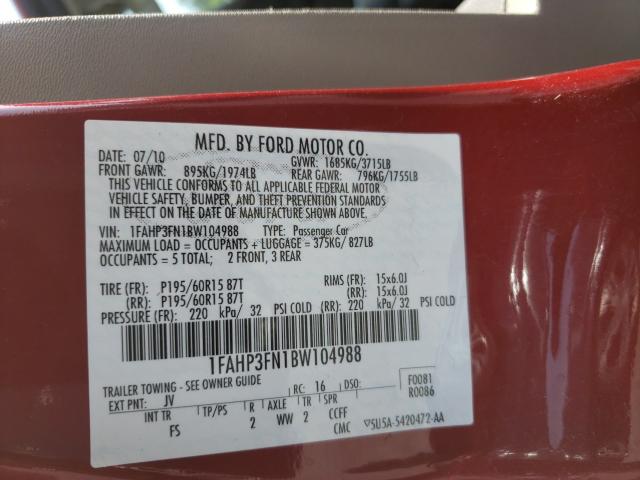 MFD. BY FORD MOTOR CO.
DATE: 07/10 GVWR: 1685KG/3715LB
FRONT GAWR: 895KG/1974LB REAR GAWR: 796KG/1755LB
THIS VEHICLE CONFORMS TO ALL APPLICABLE FEDERAL MOTOR
VEHICLE SAFETY, BUMPER, AND THEFT PREVENTION STANDARDS
IN EFFECT ON THE DATE OF MANUFACTURE SHOWN ABOVE.
VIN: 1FAHP3FN1BW104988 TYPE: Passenger Car
MAXIMUM LOAD = OCCUPANTS + LUGGAGE = 375KG/ 827LB
OCCUPANTS = 5 TOTAL; 2 FRONT, 3 REAR
TIRE (FR): P195/60R15 87T RIMS (FR): 15x6.0J
(RR): P195/60R15 87T (RR): 15x6.0J
PRESSURE (FR): 220 kPa/ 32 PSI COLD (RR): 220 kPa/ 32 PSI COLD
1FAHP3FN1BW104988
TRAILER TOWING - SEE OWNER GUIDE RC: 16 DSO: F0081
EXT PNT: JV R0086
INT TR TP/PS R AXLE TR SPR
FS 2 WW 2 CCFF
CMC 5U5A-5420472-AA